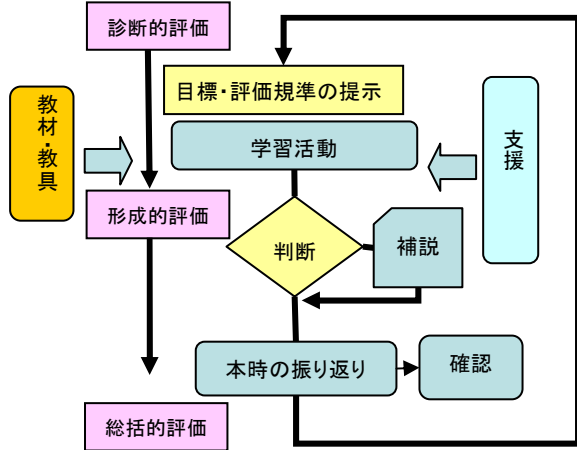 診断的評価
目標・評価規準の提示
教材・教具
学習活動
支援
形成的評価
判断
補説
本時の振り返り
確認
総括的評価